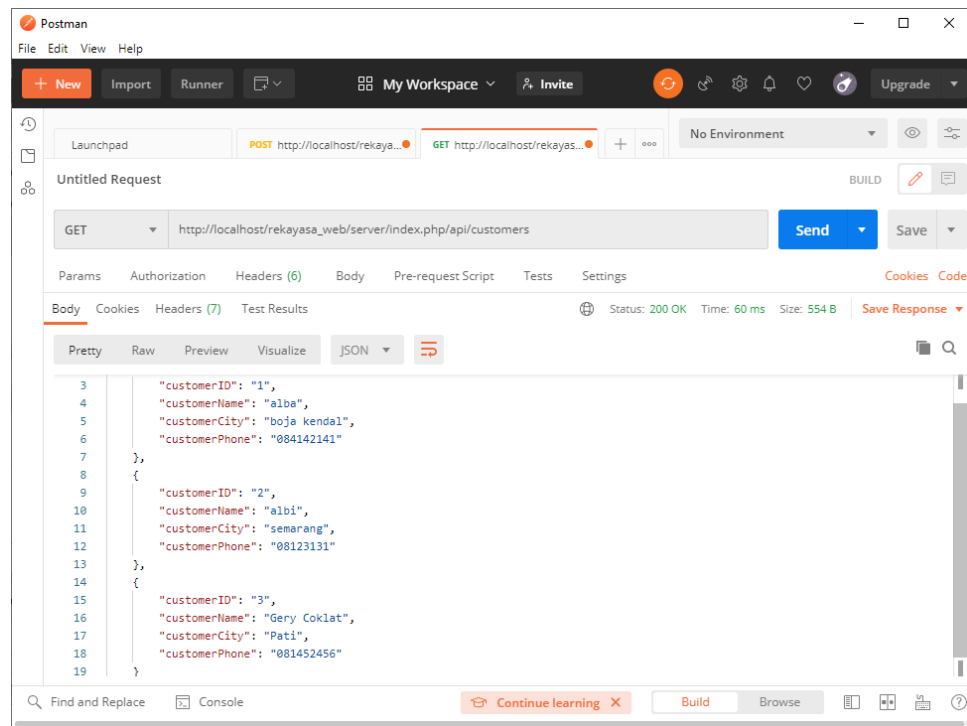 Postman
File Edit View Help
+ New Import Runner My Workspace Invite Upgrade
Launchpad POST http://localhost/rekaya... GET http://localhost/rekayas... + ooo No Environment
Untitled Request BUILD
GET http://localhost/rekayasa_web/server/index.php/api/customers Send Save
Params Authorization Headers (6) Body Pre-request Script Tests Settings Cookies Code
Body Cookies Headers (7) Test Results Status: 200 OK Time: 60 ms Size: 554 B Save Response
Pretty Raw Preview Visualize JSON
3 "customerID": "1",
4 "customerName": "alba",
5 "customerCity": "boja kendal",
6 "customerPhone": "084142141"
7 },
8 {
9 "customerID": "2",
10 "customerName": "albi",
11 "customerCity": "semarang",
12 "customerPhone": "08123131"
13 },
14 {
15 "customerID": "3",
16 "customerName": "Gery Coklat",
17 "customerCity": "Pati",
18 "customerPhone": "081452456"
19 }
Find and Replace Console Continue learning X Build Browse